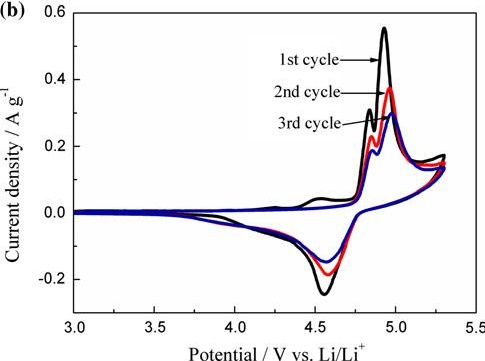 (b)
0.6
0.4
0.2
0.0
-0.2
Current density / A g⁻¹
1st cycle
2nd cycle
3rd cycle
3.0 3.5 4.0 4.5 5.0 5.5
Potential / V vs. Li/Li⁺